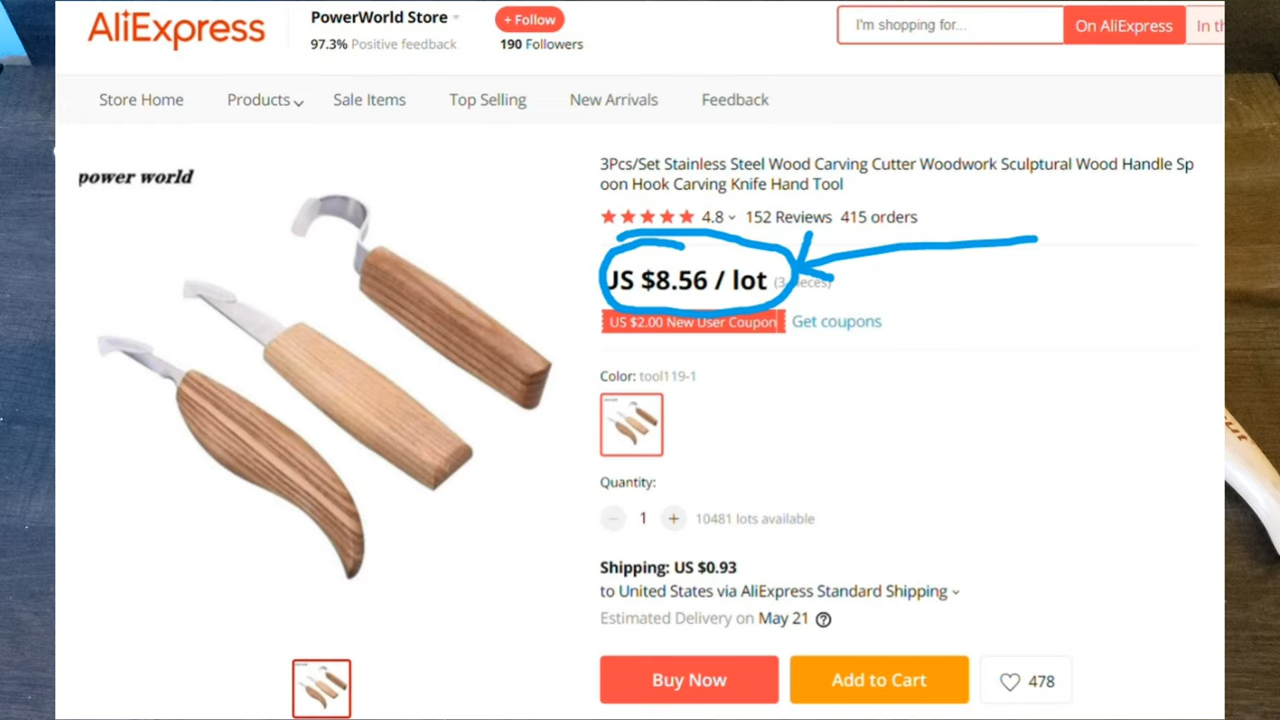 AliExpress
PowerWorld Store
+ Follow
97.3% Positive feedback
190 Followers
I'm shopping for...
On AliExpress
In th
Store Home
Products
Sale Items
Top Selling
New Arrivals
Feedback
power world
3Pcs/Set Stainless Steel Wood Carving Cutter Woodwork Sculptural Wood Handle Sp
oon Hook Carving Knife Hand Tool
4.8 152 Reviews 415 orders
US $8.56 / lot (3 pieces)
US $2.00 New User Coupon Get coupons
Color: tool119-1
Quantity:
1 + 10481 lots available
Shipping: US $0.93
to United States via AliExpress Standard Shipping
Estimated Delivery on May 21 ?
Buy Now
Add to Cart
478